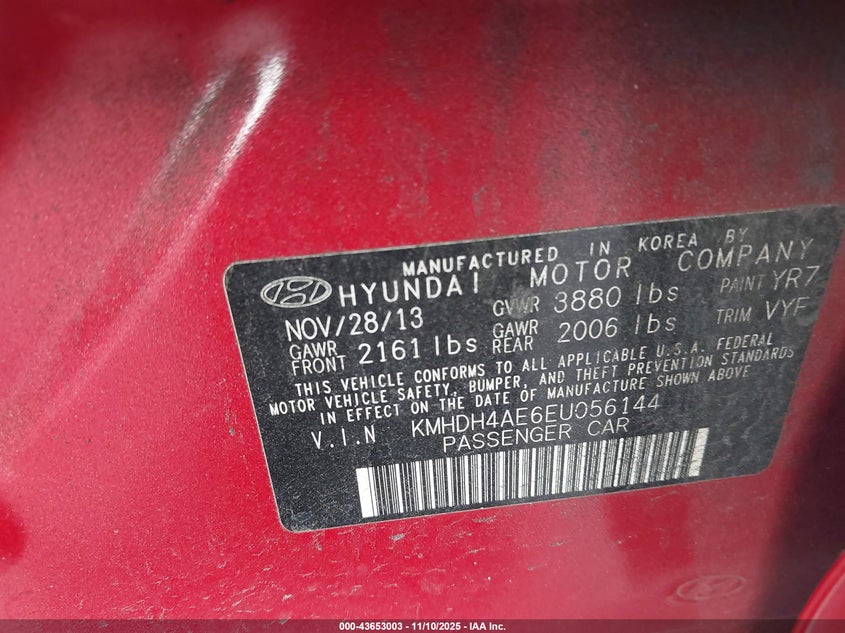 MANUFACTURED IN KOREA BY
HYUNDAI MOTOR COMPANY
NOV/28/13 GVWR 3880 lbs PAINT YR7
GAWR FRONT 2161 lbs GAWR REAR 2006 lbs TRIM VYF
THIS VEHICLE CONFORMS TO ALL APPLICABLE U.S.A. FEDERAL
MOTOR VEHICLE SAFETY, BUMPER, AND THEFT PREVENTION STANDARDS
IN EFFECT ON THE DATE OF MANUFACTURE SHOWN ABOVE
V.I.N KMHDH4AE6EU056144
PASSENGER CAR
000-43653003 — 11/10/2025 — IAA Inc.